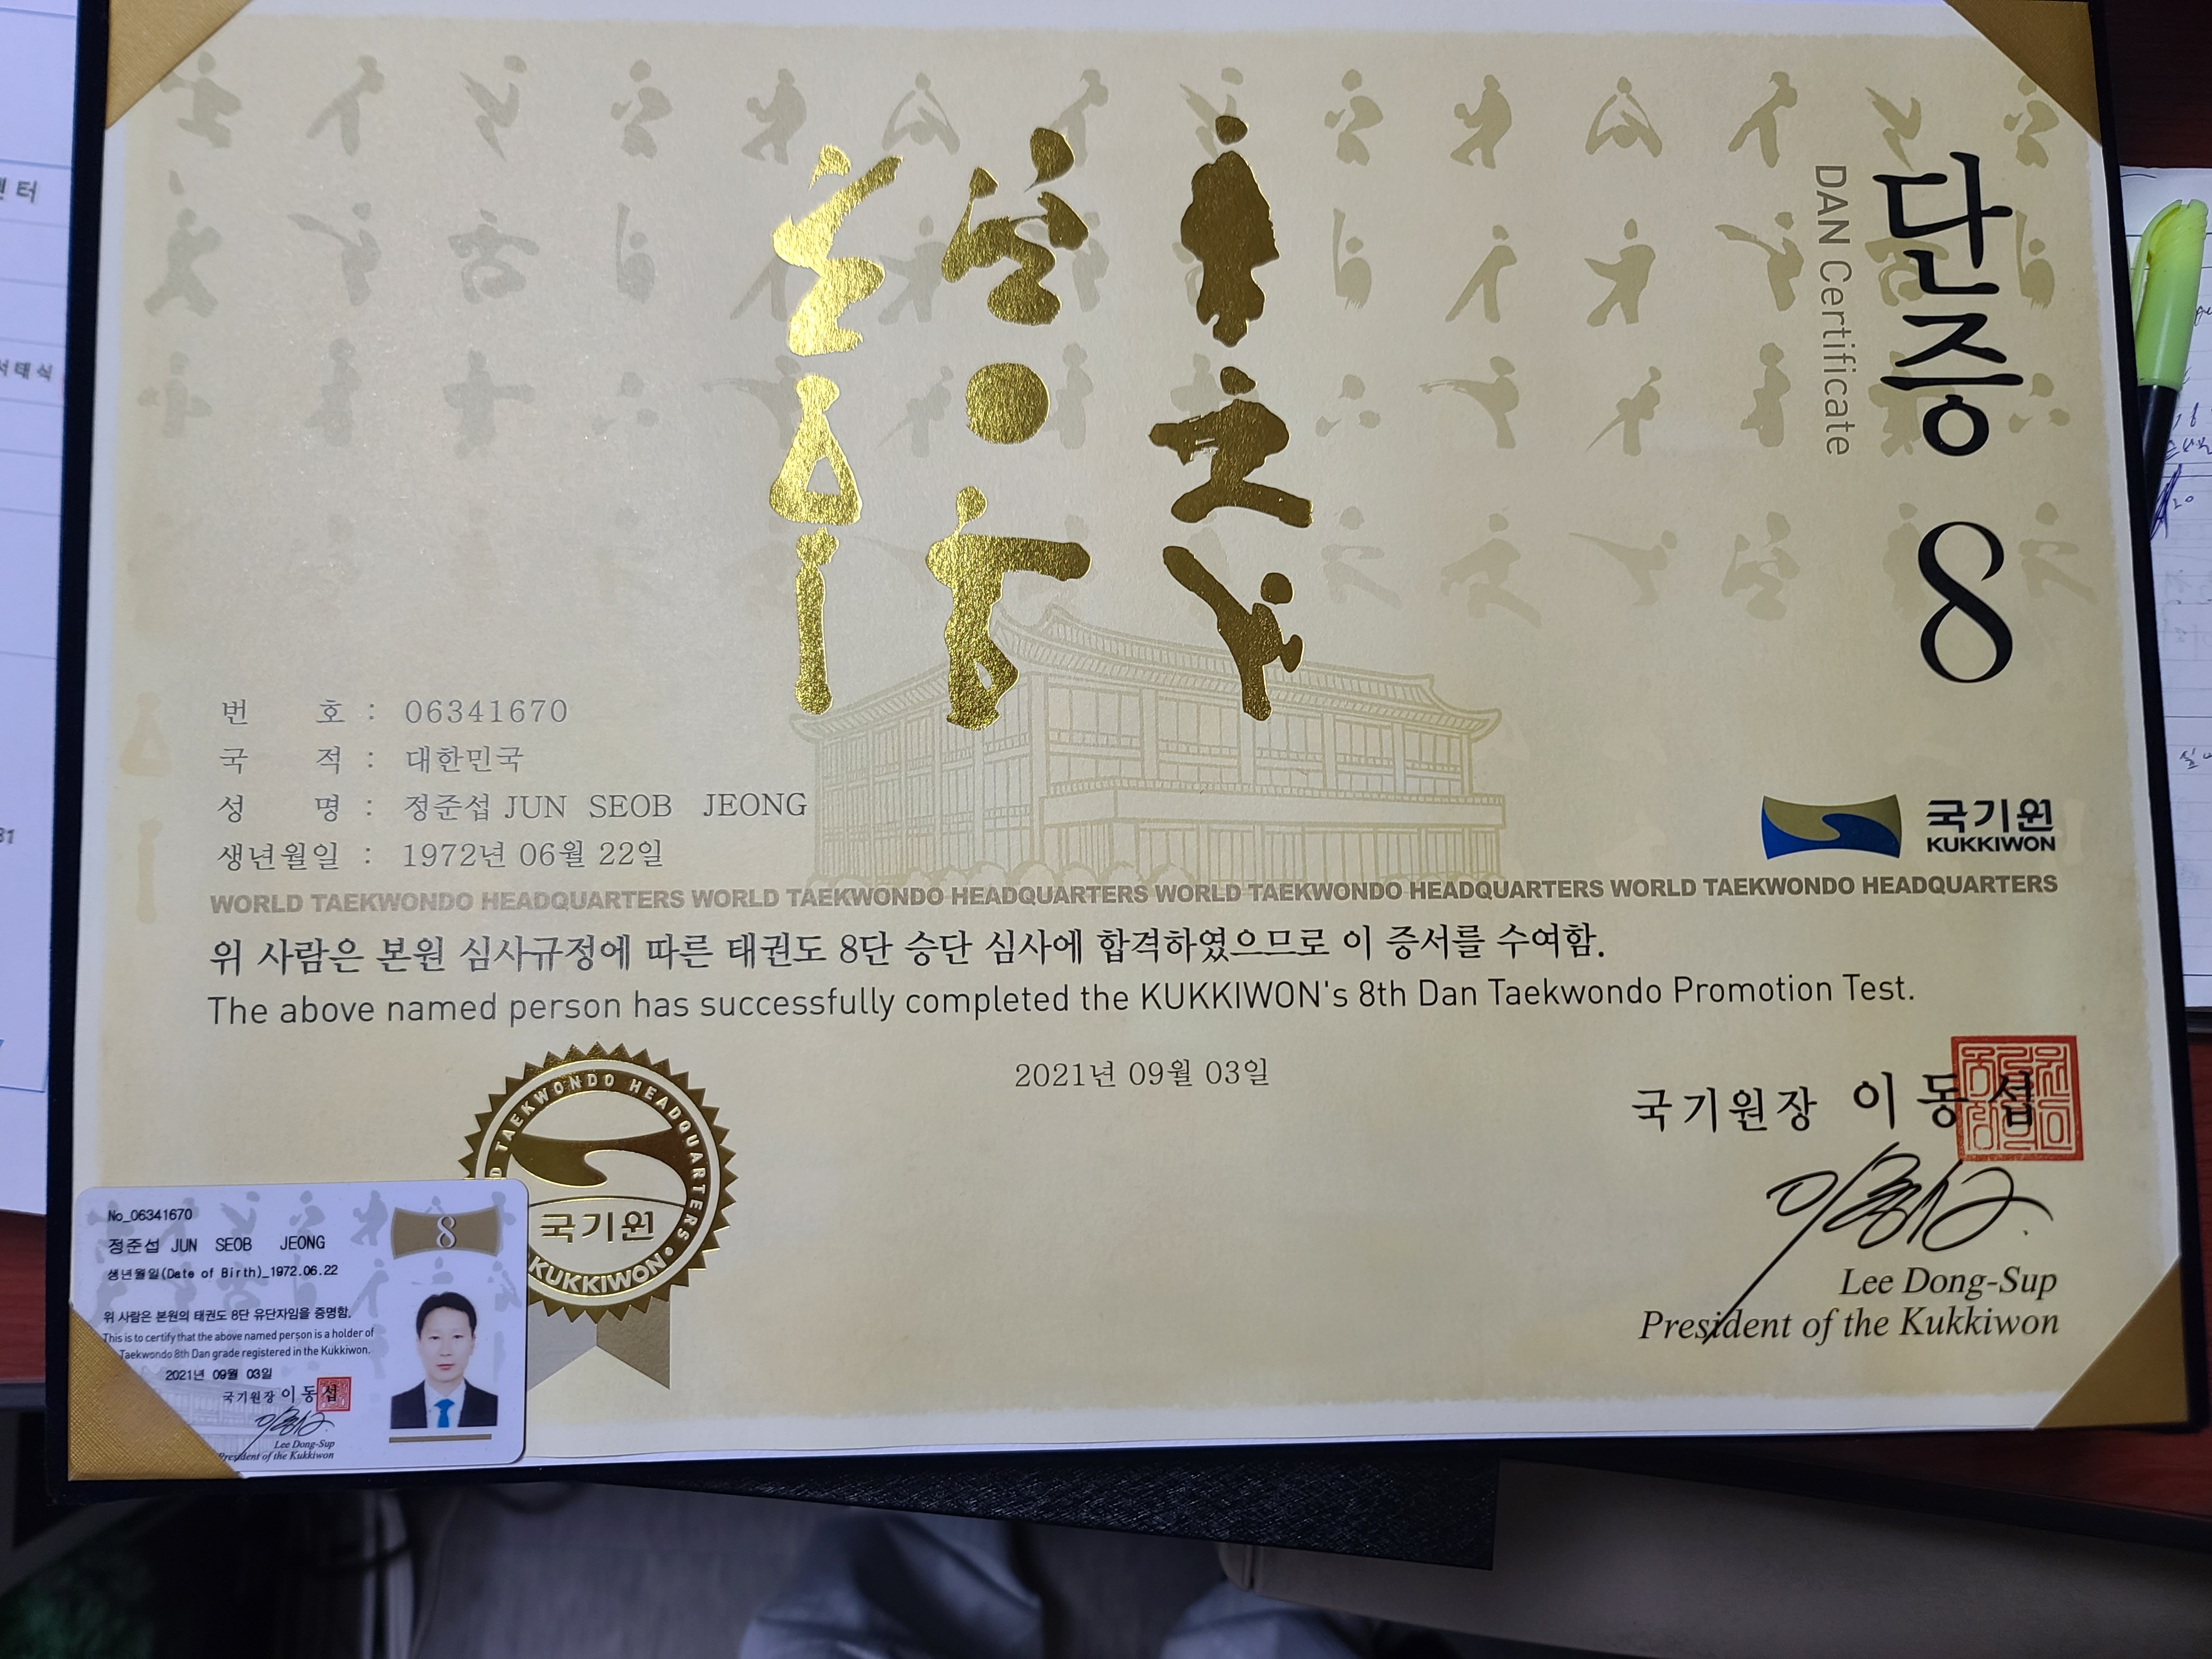 단증 8
DAN Certificate
번 호 : 06341670
국 적 : 대한민국
성 명 : 정준섭 JUN SEOB JEONG
생년월일 : 1972년 06월 22일
국기원
KUKKIWON
WORLD TAEKWONDO HEADQUARTERS WORLD TAEKWONDO HEADQUARTERS WORLD TAEKWONDO HEADQUARTERS WORLD TAEKWONDO HEADQUARTERS
위 사람은 본원 심사규정에 따른 태권도 8단 승단 심사에 합격하였으므로 이 증서를 수여함.
The above named person has successfully completed the KUKKIWON's 8th Dan Taekwondo Promotion Test.
2021년 09월 03일
국기원장 이동섭
Lee Dong-Sup
President of the Kukkiwon
TAEKWONDO HEADQUARTERS
국기원
KUKKIWON
No_06341670
8
정준섭 JUN SEOB JEONG
생년월일(Date of Birth)_1972.06.22
위 사람은 본원의 태권도 8단 유단자임을 증명함.
This is to certify that the above named person is a holder of
Taekwondo 8th Dan grade registered in the Kukkiwon.
2021년 09월 03일
국기원장 이동섭
Lee Dong-Sup
President of the Kukkiwon
터
서태식